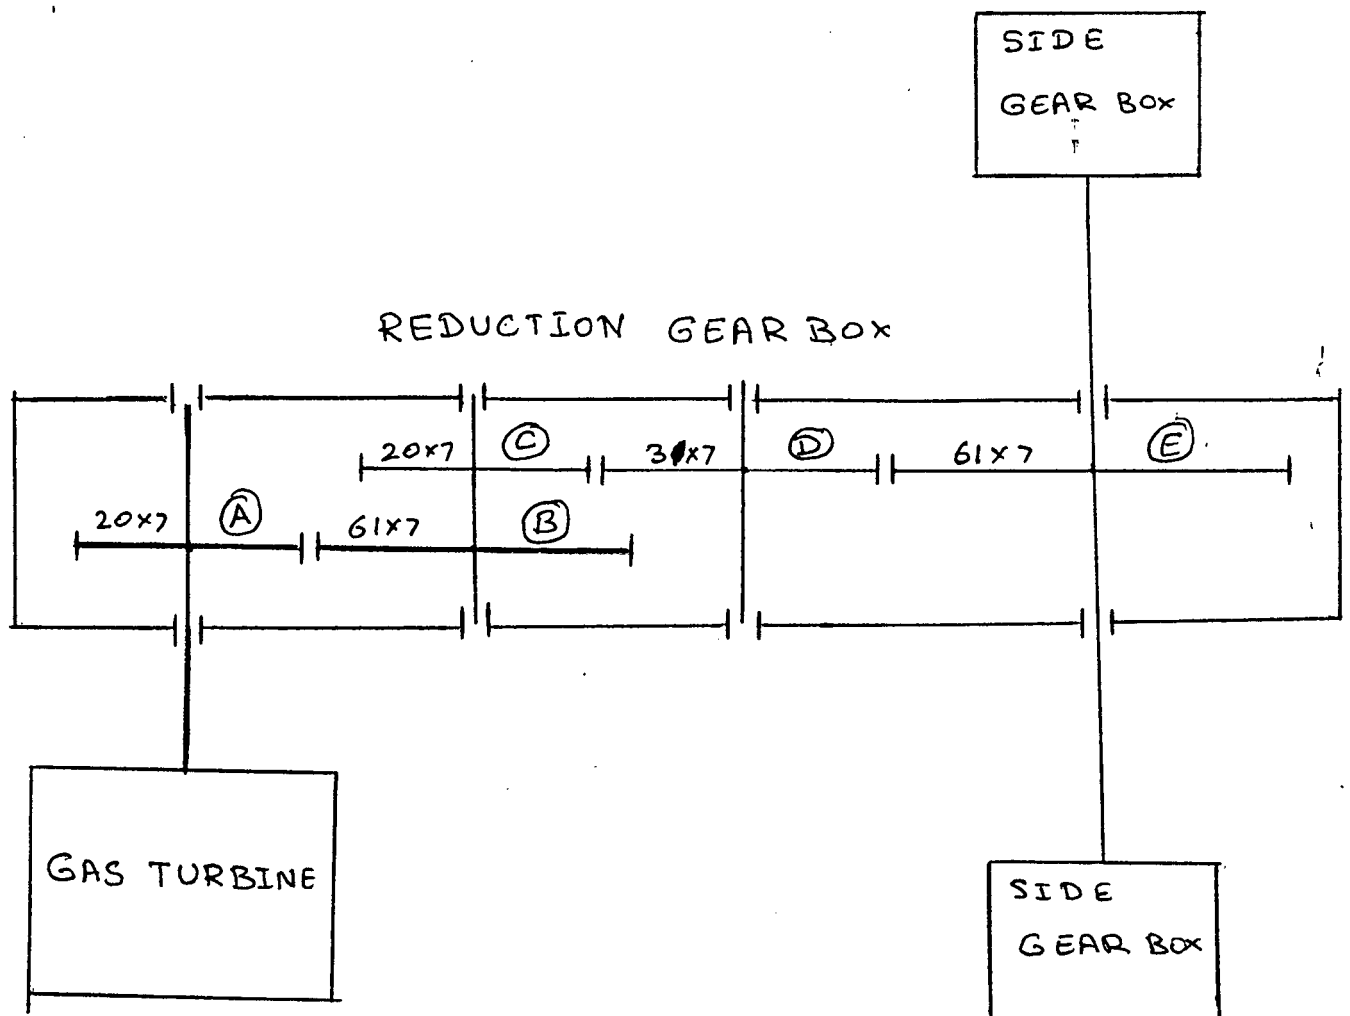 SIDE
GEAR BOX
REDUCTION GEAR BOX
20×7 Ⓒ
61×7 Ⓔ
Ⓓ
20×7 Ⓐ
61×7 Ⓑ
GAS TURBINE
SIDE
GEAR BOX